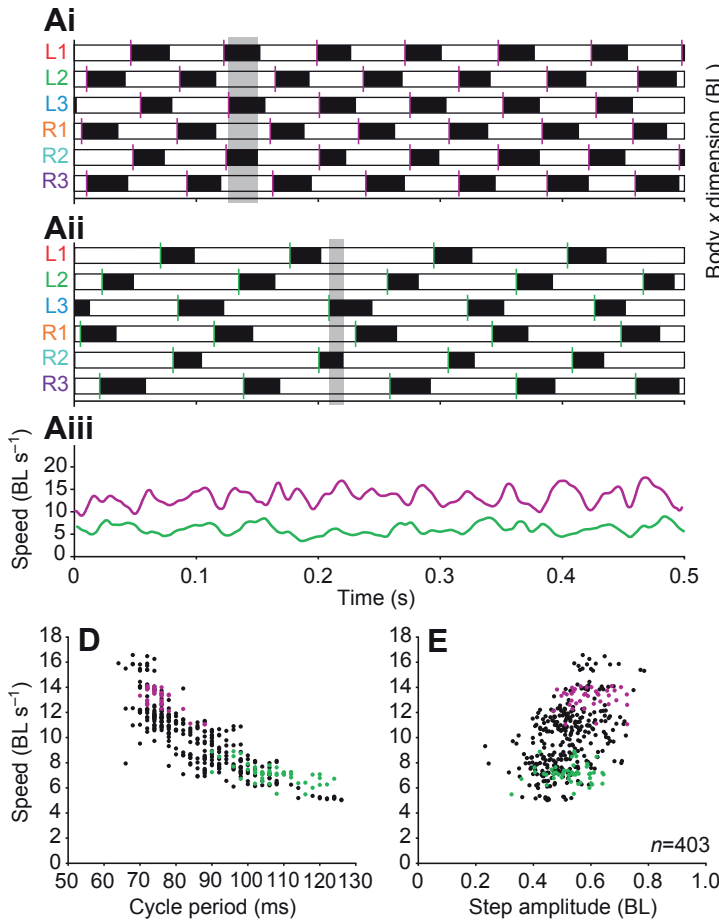 Ai
L1
L2
L3
R1
R2
R3
Aii
L1
L2
L3
R1
R2
R3
Aiii
Speed (BL s⁻¹)
20
15
10
5
0
0 0.1 0.2 0.3 0.4 0.5
Time (s)
Body x dimension (BL)
D
Speed (BL s⁻¹)
18
16
14
12
10
8
6
4
2
0
50 60 70 80 90 100 110 120 130
Cycle period (ms)
E
18
16
14
12
10
8
6
4
2
0
n=403
0 0.2 0.4 0.6 0.8 1.0
Step amplitude (BL)